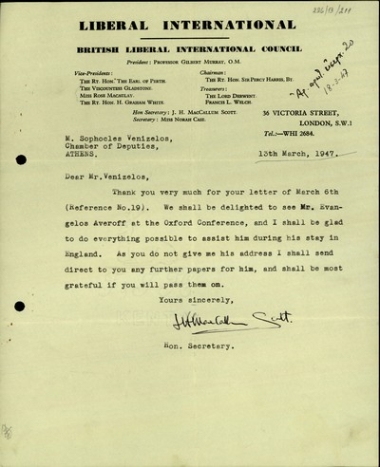 LIBERAL INTERNATIONAL
BRITISH LIBERAL INTERNATIONAL COUNCIL
President: PROFESSOR GILBERT MURRAY, O.M.
Vice-Presidents:
THE RT. HON. THE EARL OF PERTH.
THE VISCOUNTESS GLADSTONE.
MISS ROSE MACAULAY.
THE RT. HON. H. GRAHAM WHITE.
Chairman:
THE RT. HON. SIR PERCY HARRIS, BT.
Treasurers:
THE LORD DERWENT.
FRANCIS L. WELCH.
Hon Secretary: J. H. MACCALLUM SCOTT.
Secretary: MISS NORAH CASE.
36 VICTORIA STREET,
LONDON, S.W.1
Tel.:—WHI 2684.
M. Sophocles Venizelos,
Chamber of Deputies,
ATHENS.
13th March, 1947.
Dear Mr.Venizelos,
Thank you very much for your letter of March 6th
(Reference No.19). We shall be delighted to see Mr. Evan-
gelos Averoff at the Oxford Conference, and I shall be glad
to do everything possible to assist him during his stay in
England. As you do not give me his address I shall send
direct to you any further papers for him, and shall be most
grateful if you will pass them on.
Yours sincerely,
J H MacCallum Scott.
Hon. Secretary.